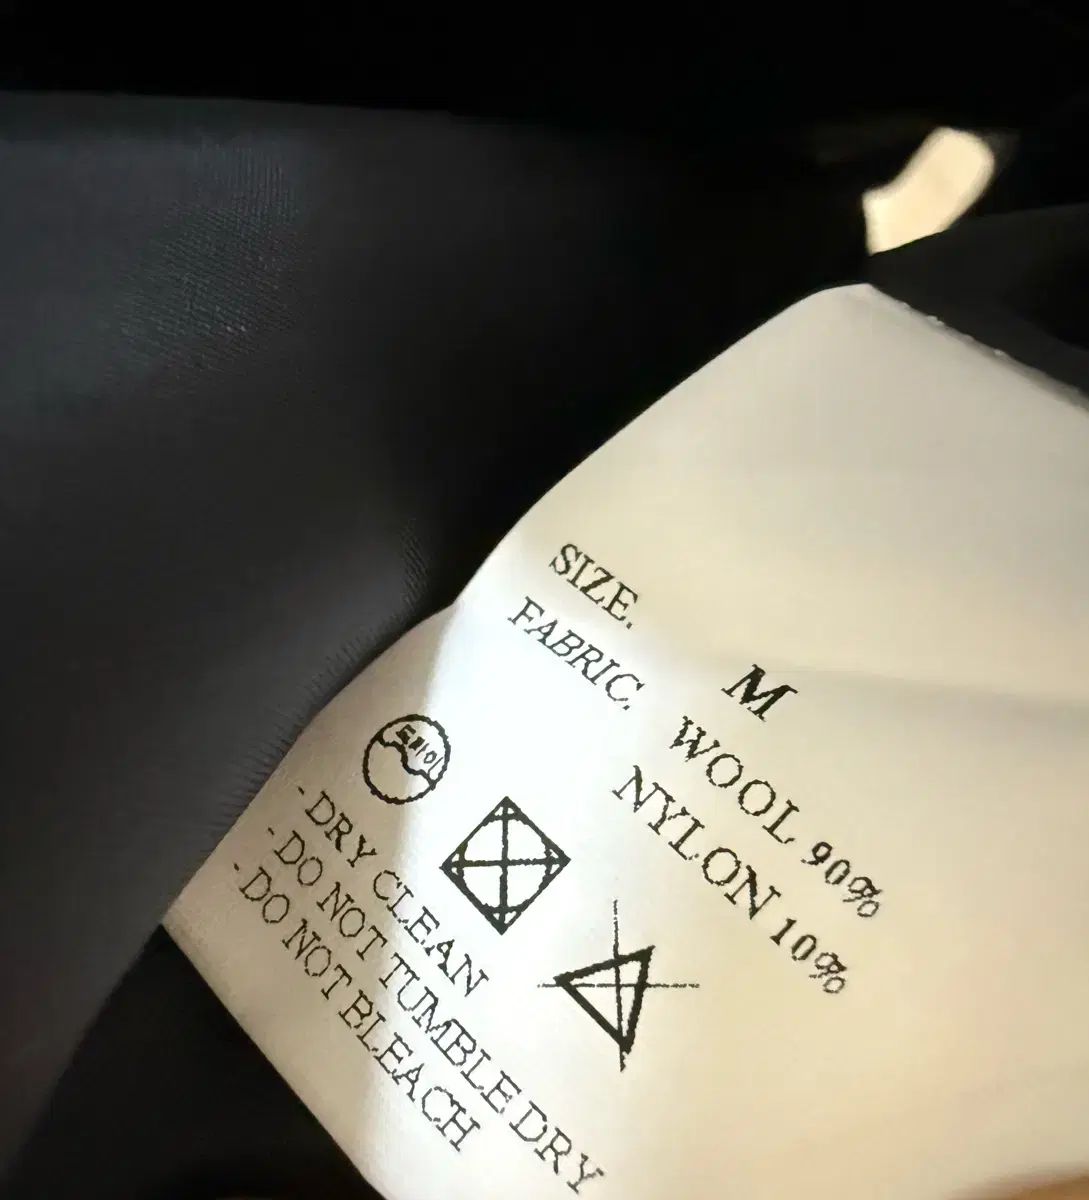 SIZE. M
FABRIC. WOOL 90%
NYLON 10%
드라이
- DRY CLEAN
- DO NOT TUMBLE DRY
- DO NOT BLEACH